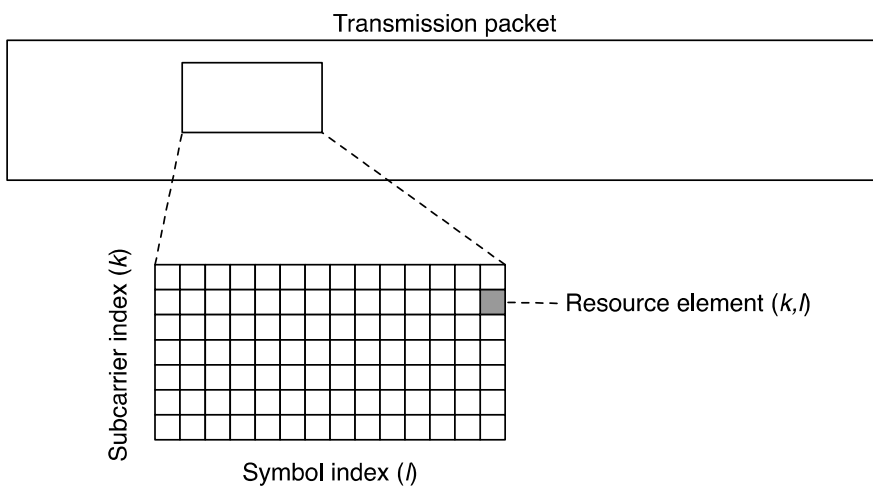 Transmission packet
Subcarrier index (k)
Resource element (k,l)
Symbol index (l)